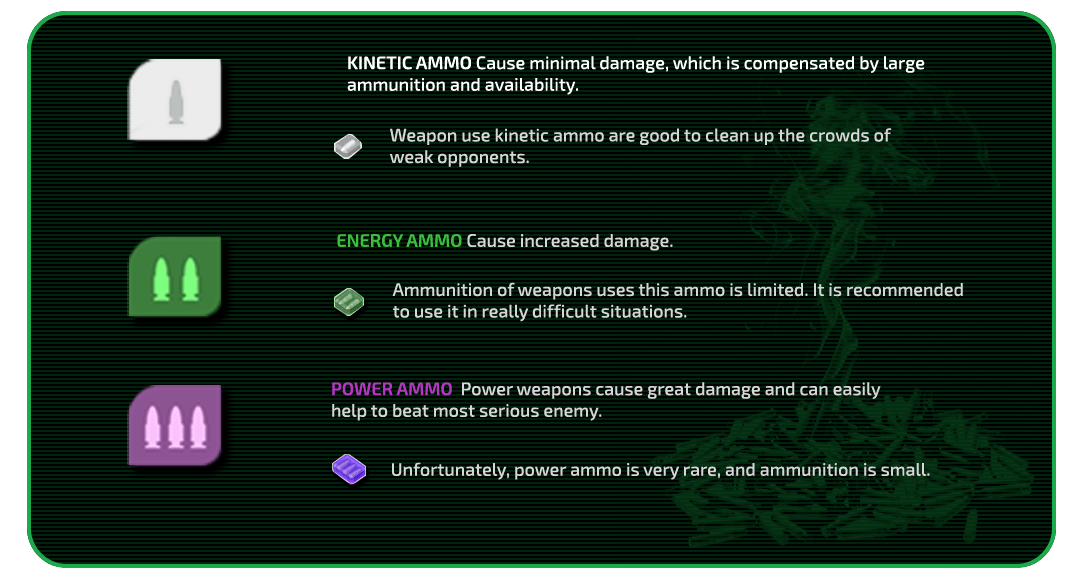 KINETIC AMMO Cause minimal damage, which is compensated by large
ammunition and availability.
Weapon use kinetic ammo are good to clean up the crowds of
weak opponents.
ENERGY AMMO Cause increased damage.
Ammunition of weapons uses this ammo is limited. It is recommended
to use it in really difficult situations.
POWER AMMO Power weapons cause great damage and can easily
help to beat most serious enemy.
Unfortunately, power ammo is very rare, and ammunition is small.